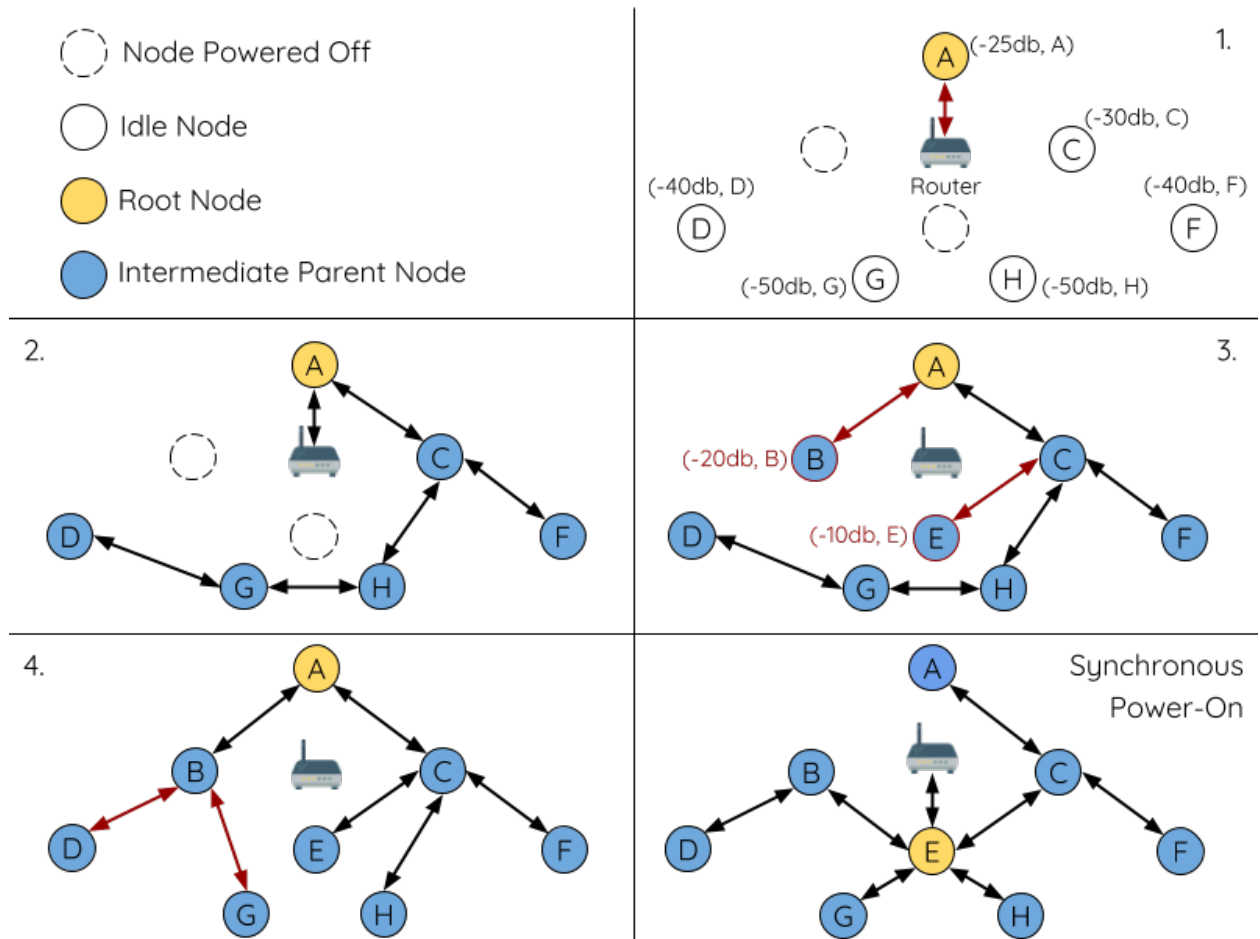 Node Powered Off
Idle Node
Root Node
Intermediate Parent Node
1.
A
(-25db, A)
(-30db, C)
C
Router
(-40db, D)
(-40db, F)
D
F
(-50db, G)
G
H
(-50db, H)
2.
A
C
D
F
G
H
3.
A
(-20db, B)
B
C
D
(-10db, E)
E
F
G
H
4.
A
B
C
D
E
F
G
H
Synchronous
Power-On
A
B
C
D
E
F
G
H